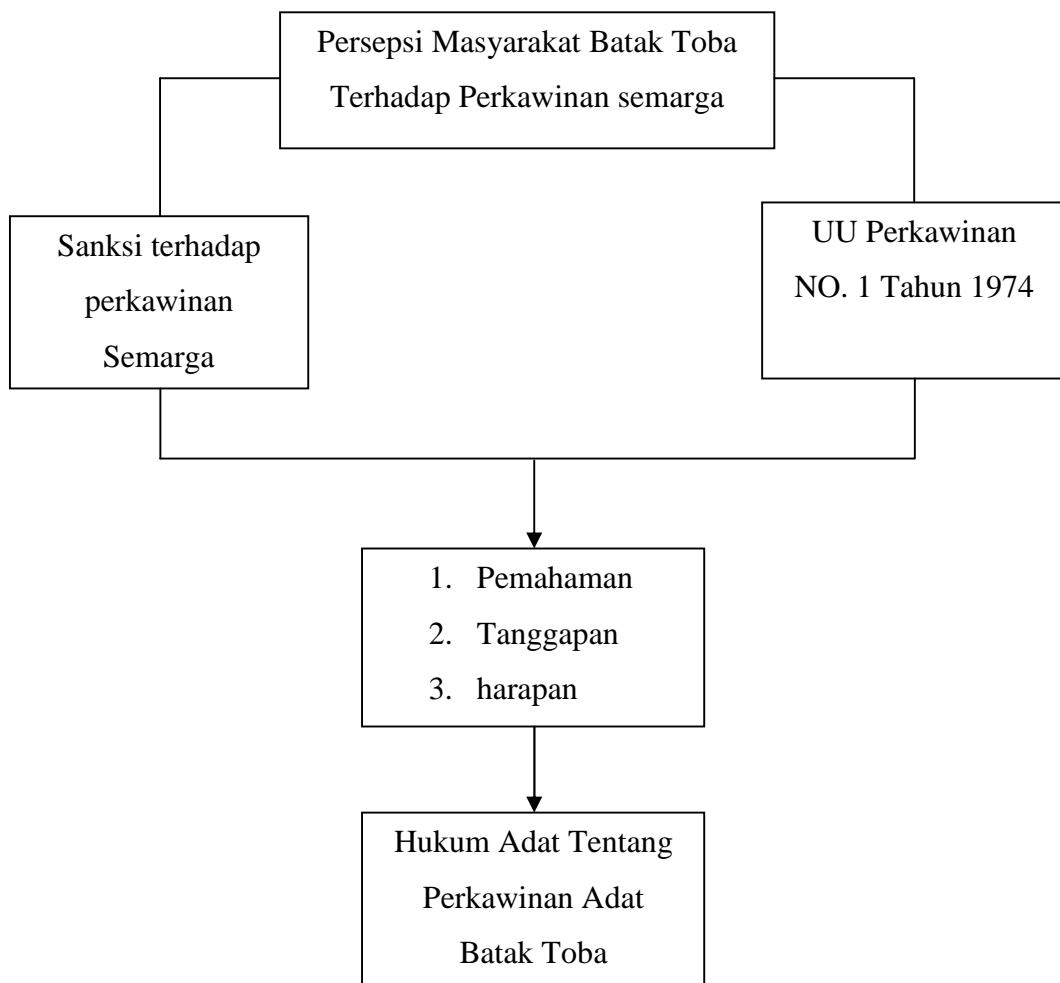 Persepsi Masyarakat Batak Toba
Terhadap Perkawinan semarga
Sanksi terhadap
perkawinan
Semarga
UU Perkawinan
NO. 1 Tahun 1974
1. Pemahaman
2. Tanggapan
3. harapan
Hukum Adat Tentang
Perkawinan Adat
Batak Toba